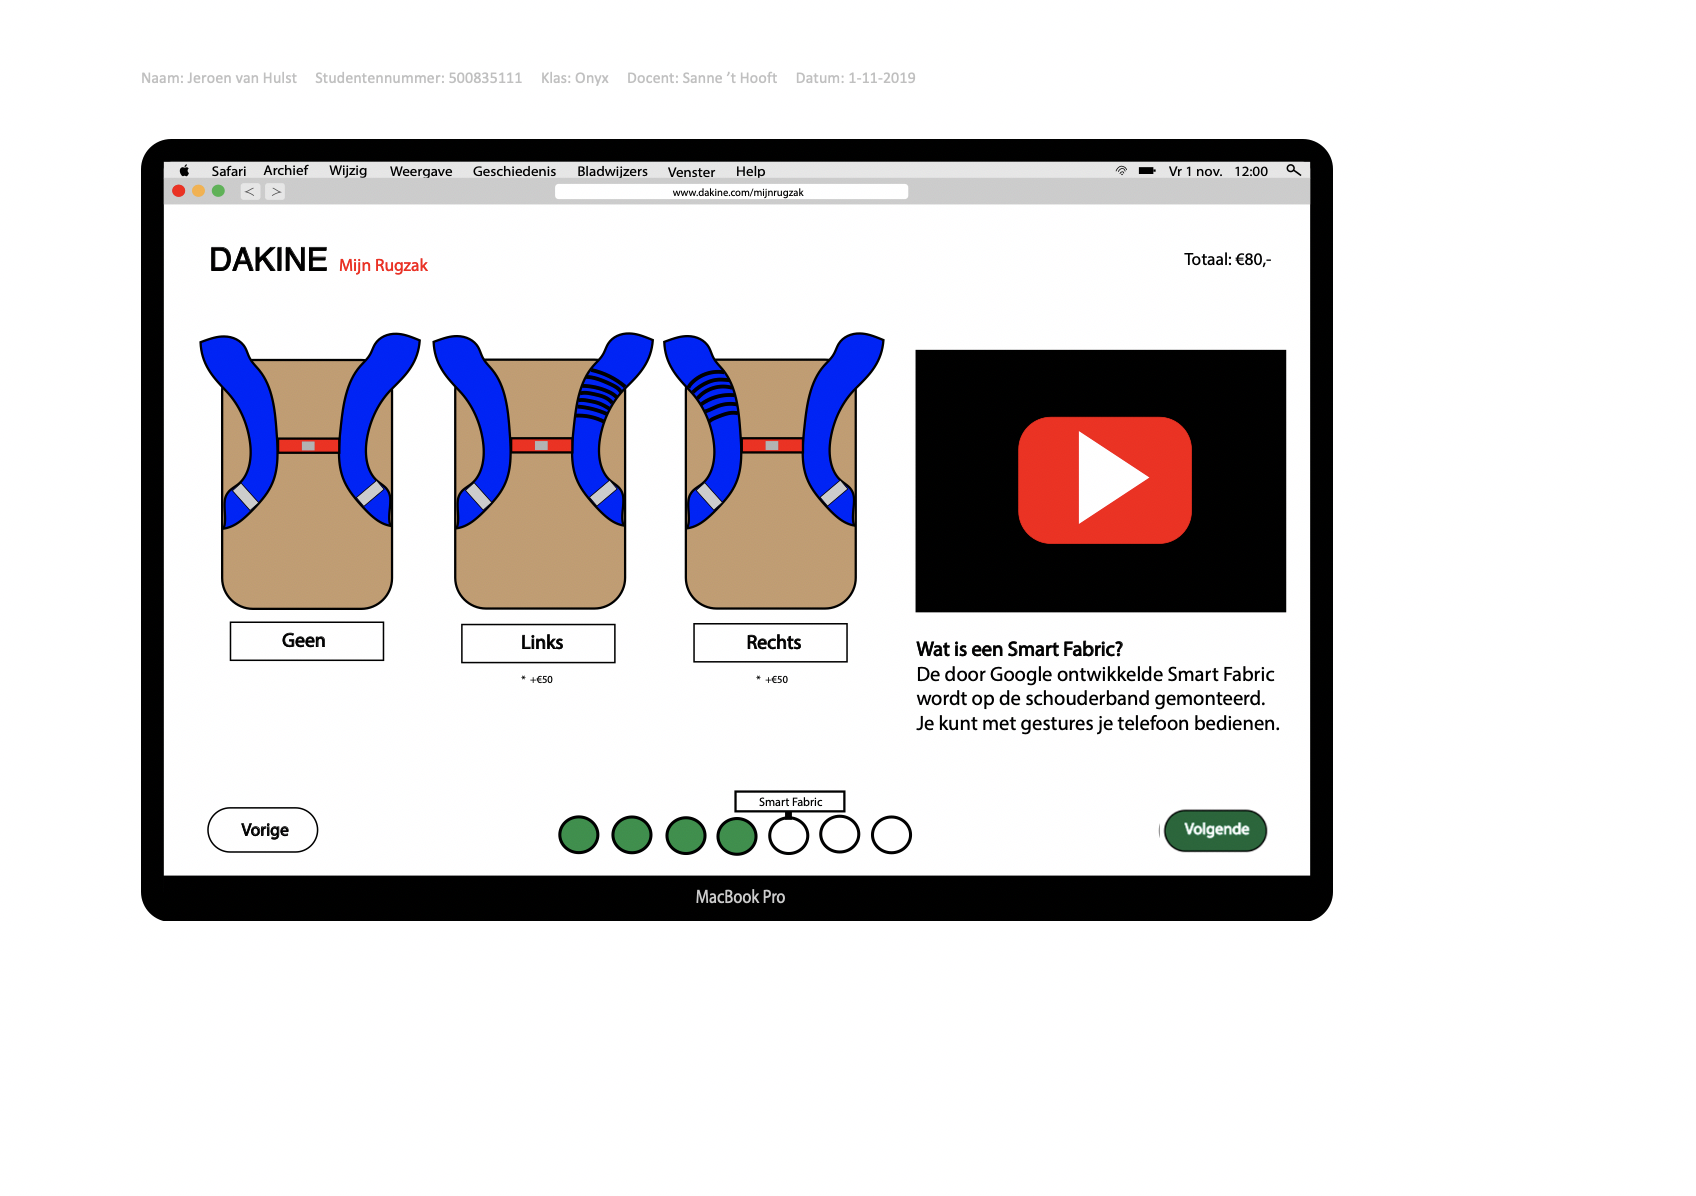 Naam: Jeroen van Hulst Studentennummer: 500835111 Klas: Onyx Docent: Sanne ’t Hooft Datum: 1-11-2019
Safari Archief Wijzig Weergave Geschiedenis Bladwijzers Venster Help Vr 1 nov. 12:00
< > www.dakine.com/mijnrugzak
DAKINE Mijn Rugzak Totaal: €80,-
Geen Links Rechts
* +€50 * +€50
Wat is een Smart Fabric?
De door Google ontwikkelde Smart Fabric
wordt op de schouderband gemonteerd.
Je kunt met gestures je telefoon bedienen.
Smart Fabric
Vorige Volgende
MacBook Pro